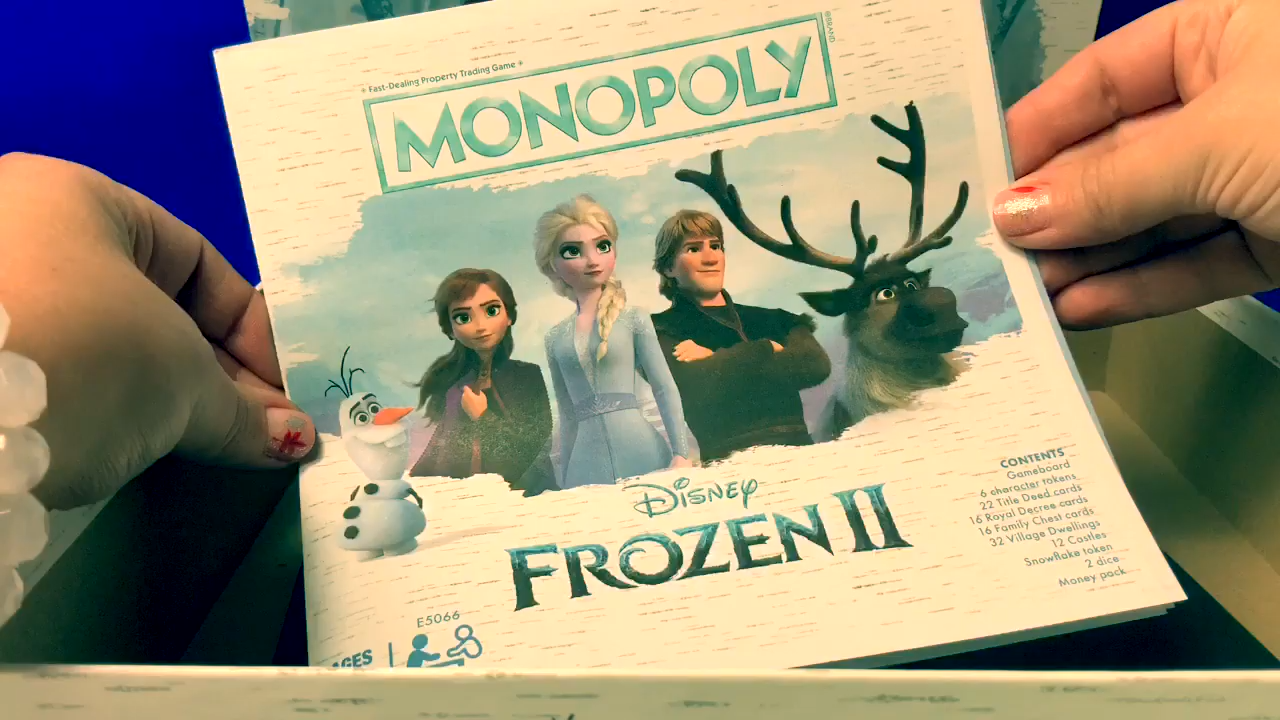 * Fast-Dealing Property Trading Game *
MONOPOLY
®BRAND
Disney
FROZEN II
CONTENTS
Gameboard
6 character tokens
22 Title Deed cards
16 Royal Decree cards
16 Family Chest cards
32 Village Dwellings
12 Castles
Snowflake token
2 dice
Money pack
E5066
AGES